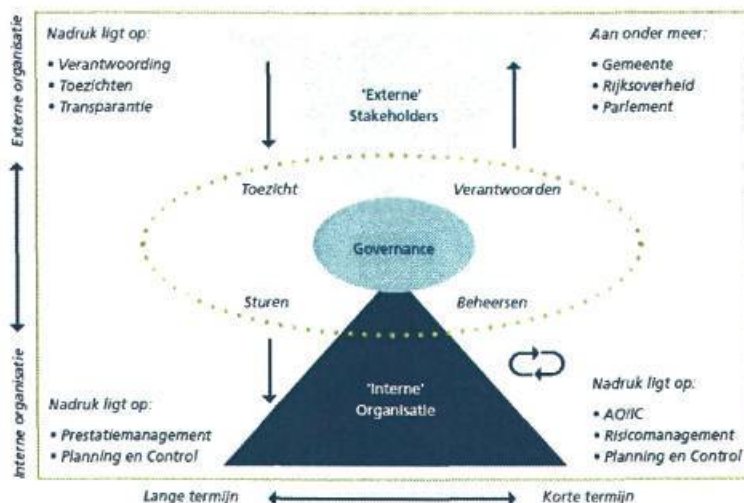 Nadruk ligt op:
• Verantwoording
• Toezichten
• Transparantie
Aan onder meer:
• Gemeente
• Rijksoverheid
• Parlement
'Externe'
Stakeholders
Externe organisatie
Toezicht
Verantwoorden
Governance
Sturen
Beheersen
Interne organisatie
'Interne'
Organisatie
Nadruk ligt op:
• Prestatiemanagement
• Planning en Control
Nadruk ligt op:
• AO/IC
• Risicomanagement
• Planning en Control
Lange termijn
Korte termijn